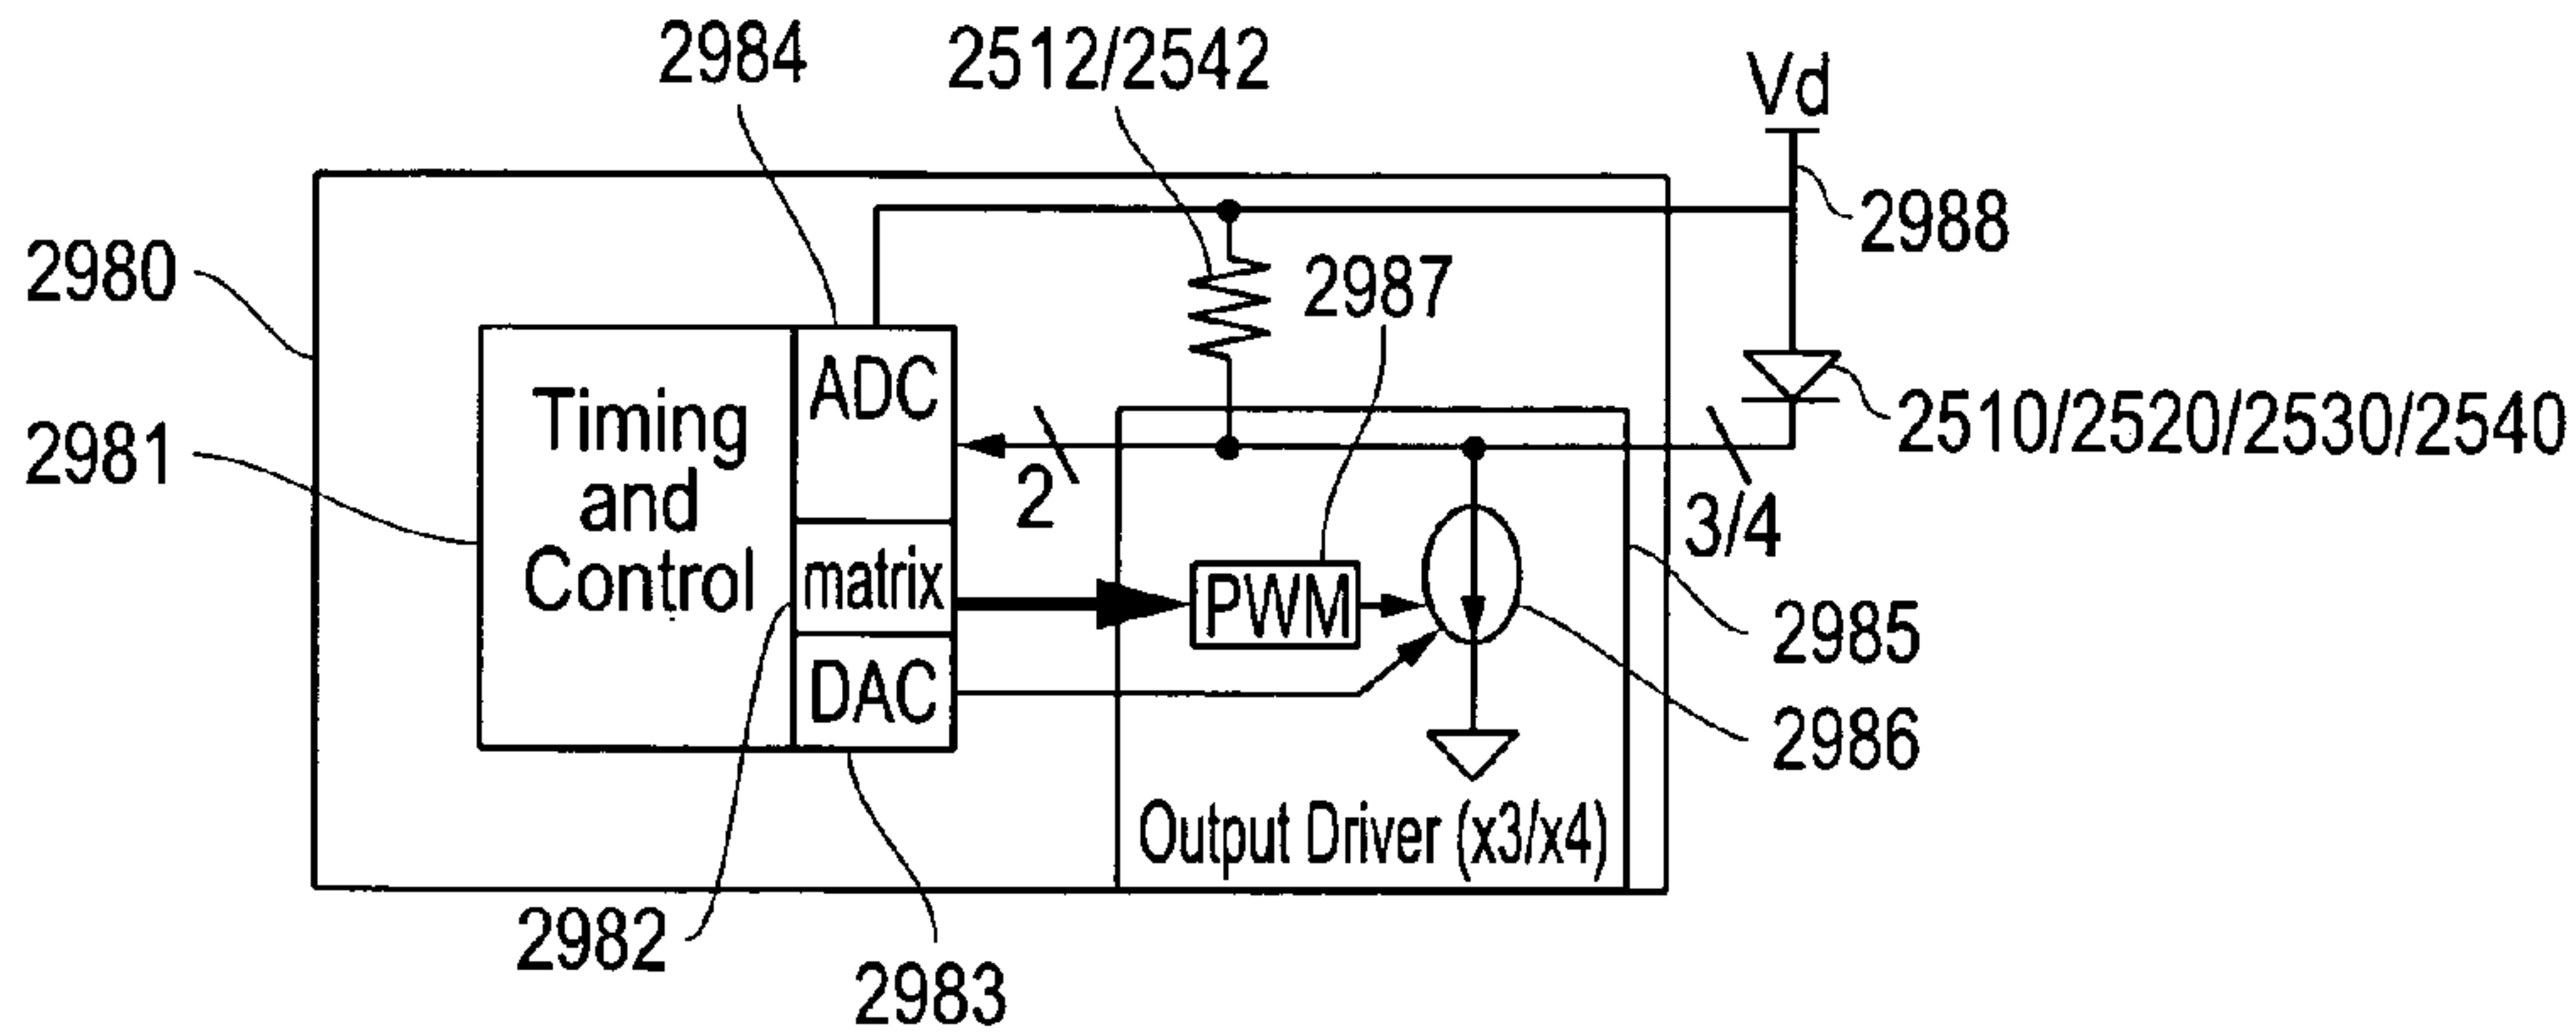 2984
2512/2542
Vd
2988
2980
2987
2981
Timing
and
Control
ADC
2
2510/2520/2530/2540
3/4
matrix
PWM
DAC
2985
2986
Output Driver (x3/x4)
2982
2983